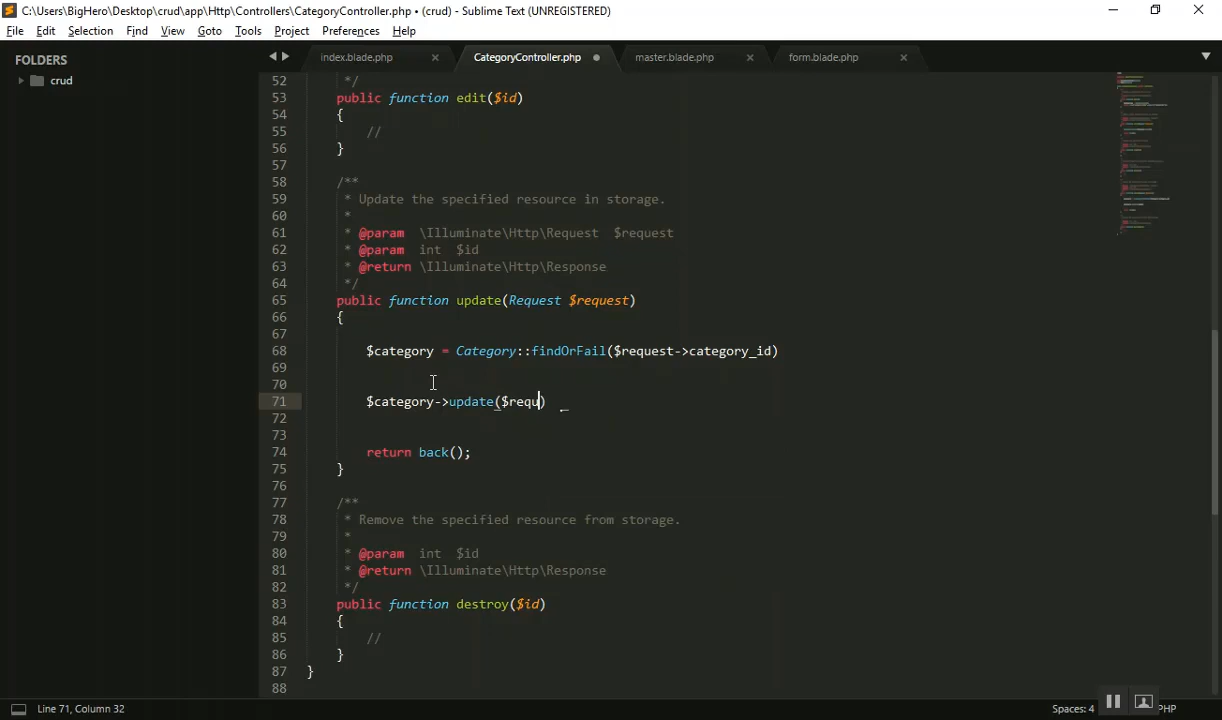 C:\Users\BigHero\Desktop\crud\app\Http\Controllers\CategoryController.php • (crud) - Sublime Text (UNREGISTERED)
File Edit Selection Find View Goto Tools Project Preferences Help
FOLDERS
crud
index.blade.php CategoryController.php master.blade.php form.blade.php
52 */
53 public function edit($id)
54 {
55 //
56 }
57
58 /**
59 * Update the specified resource in storage.
60 *
61 * @param \Illuminate\Http\Request $request
62 * @param int $id
63 * @return \Illuminate\Http\Response
64 */
65 public function update(Request $request)
66 {
67
68 $category = Category::findOrFail($request->category_id)
69
70
71 $category->update($requ)
72
73
74 return back();
75 }
76
77 /**
78 * Remove the specified resource from storage.
79 *
80 * @param int $id
81 * @return \Illuminate\Http\Response
82 */
83 public function destroy($id)
84 {
85 //
86 }
87 }
88
Line 71, Column 32
Spaces: 4 PHP